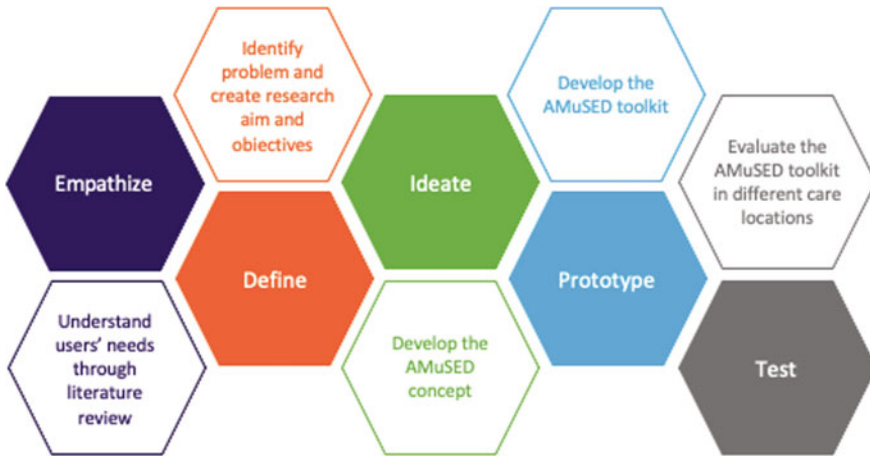 Empathize
Understand
users' needs
through
literature
review
Identify
problem and
create research
aim and
obiectives
Define
Ideate
Develop the
AMuSED
concept
Develop the
AMuSED toolkit
Prototype
Evaluate the
AMuSED toolkit
in different care
locations
Test